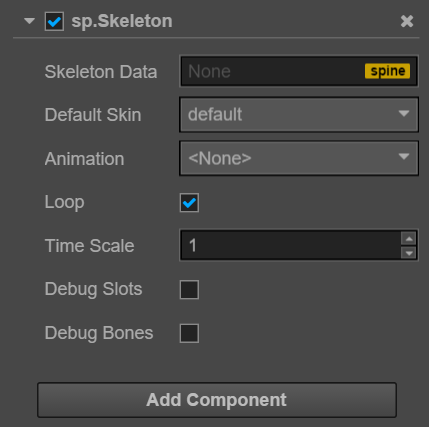 sp.Skeleton
Skeleton Data None spine
Default Skin default
Animation <None>
Loop
Time Scale 1
Debug Slots
Debug Bones
Add Component